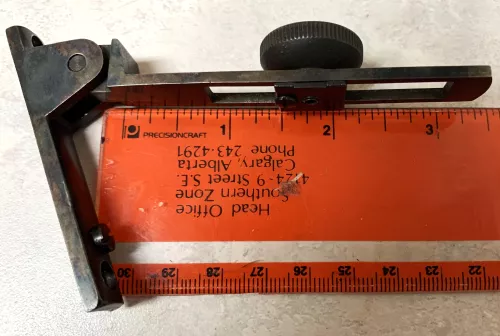 P PRECISIONCRAFT 1 2 3
Head Office
Southern Zone
4124-9 Street S.E.
Calgary, Alberta
Phone 243-4291
30 29 28 27 26 25 24 23 22